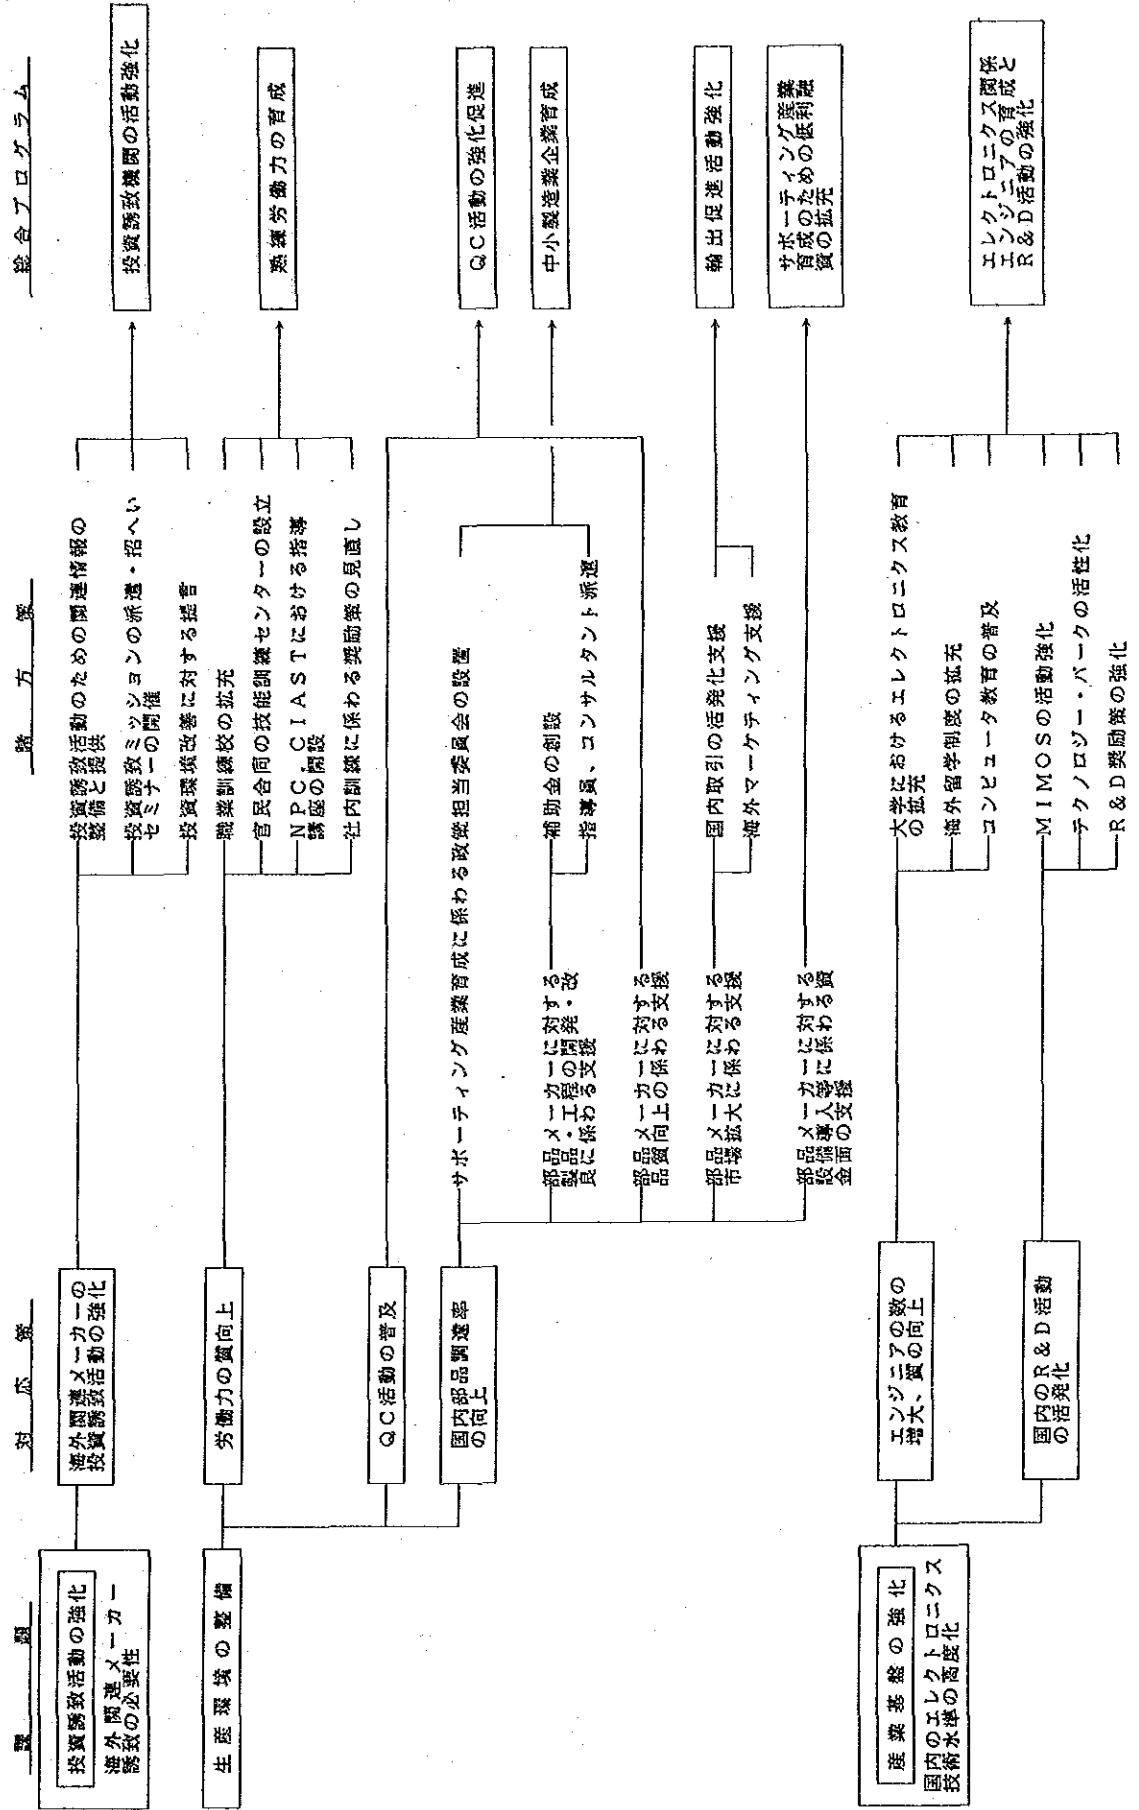 課題
対応策
諸方策
総合プログラム
投資誘致活動の強化
海外関連メーカー
誘致の必要性
海外関連メーカーの
投資誘致活動の強化
投資誘致活動のための関連情報の
整備と提供
投資誘致ミッションの派遣・招へい
セミナーの開催
投資環境改善に対する提言
投資誘致機関の活動強化
生産環境の整備
労働力の質向上
職業訓練校の拡充
官民合同の技能訓練センターの設立
NPC、CIASTにおける指導
講座の開設
社内訓練に係わる奨励策の見直し
熟練労働力の育成
QC活動の普及
QC活動の強化促進
国内部品調達率
の向上
サポーティング産業育成に係わる政策担当委員会の設置
部品メーカーに対する
製品・工程の開発・改
良に係わる支援
補助金の創設
指導員、コンサルタント派遣
中小製造業企業育成
部品メーカーに対する
品質向上の係わる支援
部品メーカーに対する
市場拡大に係わる支援
国内取引の活発化支援
海外マーケティング支援
輸出促進活動強化
部品メーカーに対する
設備導入等に係わる資
金面の支援
サポーティング産業
育成のための低利融
資の拡充
産業基盤の強化
国内のエレクトロニクス
技術水準の高度化
エンジニアの数の
増大、質の向上
大学におけるエレクトロニクス教育
の拡充
海外留学制度の拡充
コンピュータ教育の普及
国内のR&D活動
の活発化
MIMOSの活動強化
テクノロジー・パークの活性化
R&D奨励策の強化
エレクトロニクス関係
エンジニアの育成と
R&D活動の強化